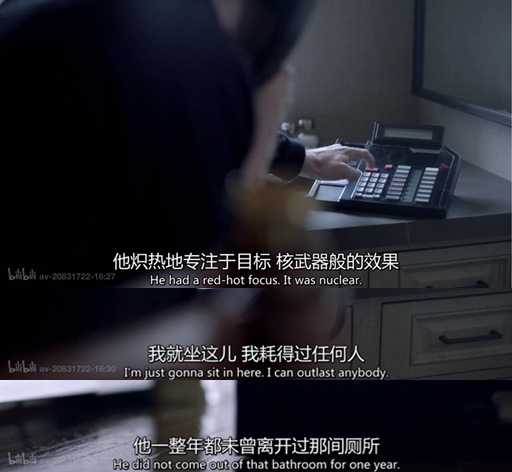 他炽热地专注于目标 核武器般的效果
He had a red-hot focus. It was nuclear.
bilibili av-20831722-16:27
我就坐这儿 我耗得过任何人
I'm just gonna sit in here. I can outlast anybody.
bilibili av-20831722-16:30
他一整年都未曾离开过那间厕所
He did not come out of that bathroom for one year.